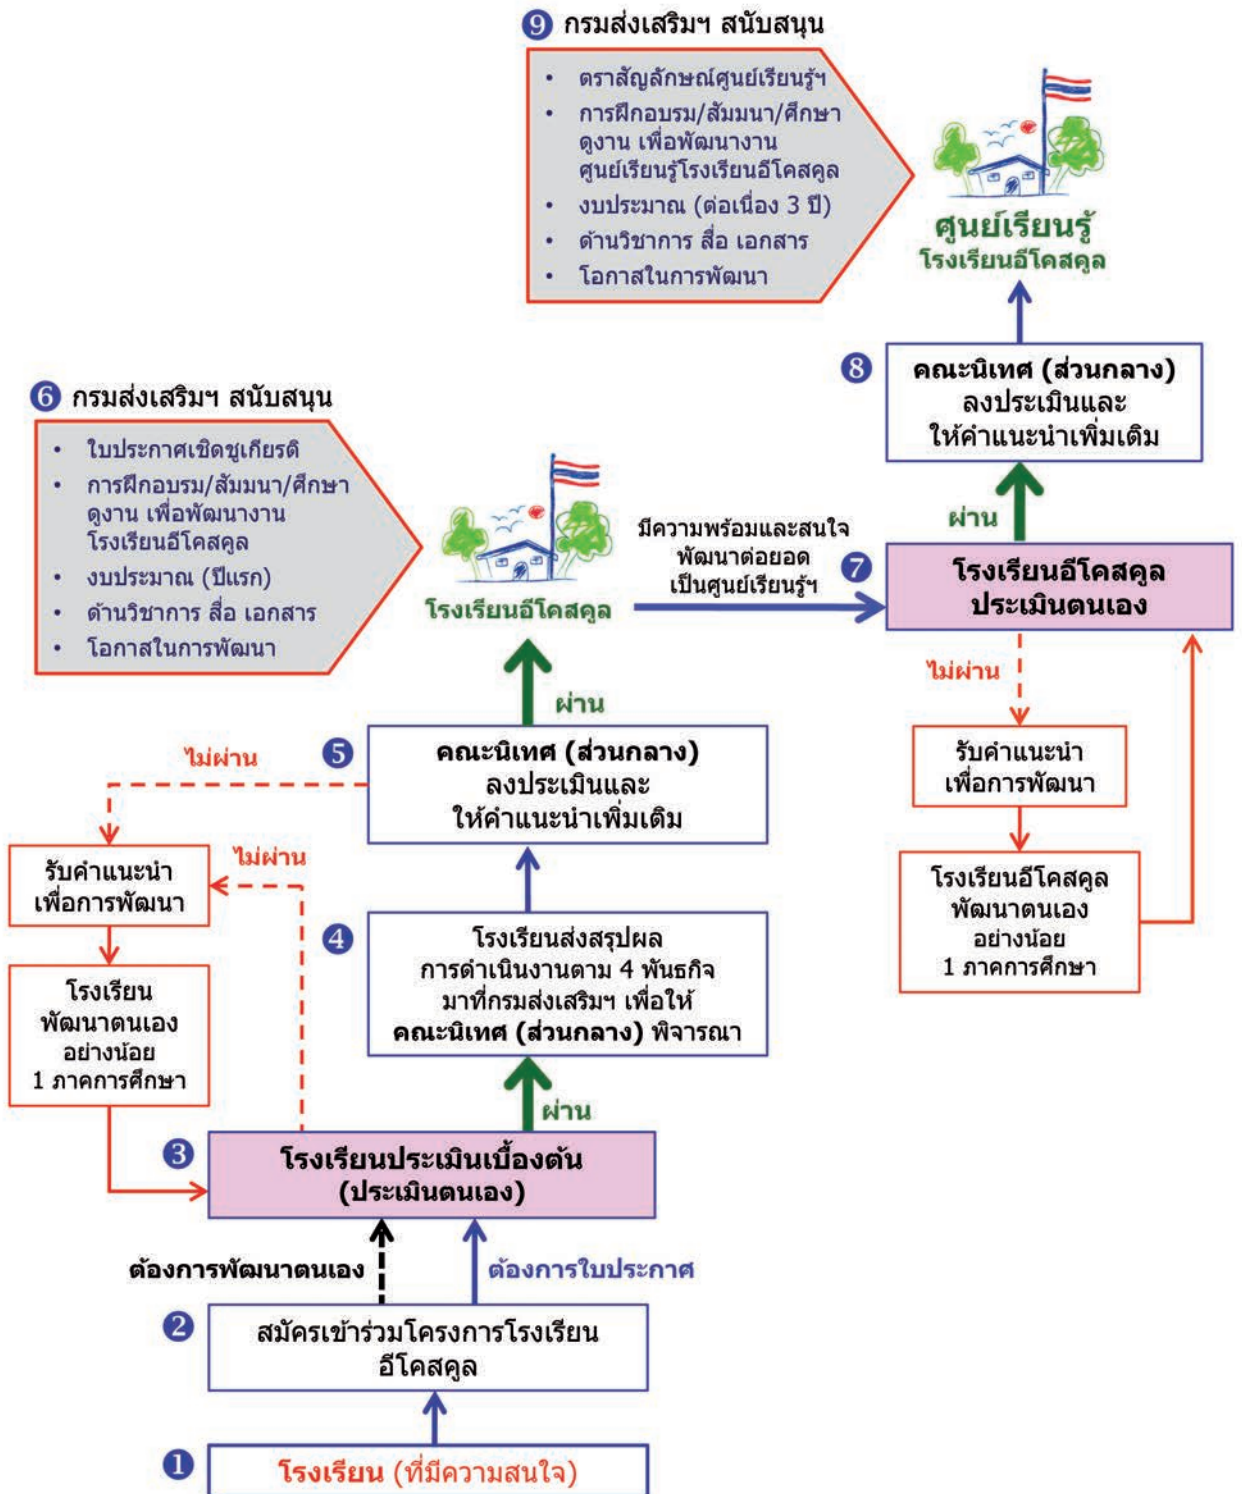 ❾ กรมส่งเสริมฯ สนับสนุน
• ตราสัญลักษณ์ศูนย์เรียนรู้ฯ
• การฝึกอบรม/สัมมนา/ศึกษา
ดูงาน เพื่อพัฒนางาน
ศูนย์เรียนรู้โรงเรียนอีโคสคูล
• งบประมาณ (ต่อเนื่อง 3 ปี)
• ด้านวิชาการ สื่อ เอกสาร
• โอกาสในการพัฒนา
ศูนย์เรียนรู้
โรงเรียนอีโคสคูล
❽ คณะนิเทศ (ส่วนกลาง)
ลงประเมินและ
ให้คำแนะนำเพิ่มเติม
ผ่าน
❻ กรมส่งเสริมฯ สนับสนุน
• ใบประกาศเชิดชูเกียรติ
• การฝึกอบรม/สัมมนา/ศึกษา
ดูงาน เพื่อพัฒนางาน
โรงเรียนอีโคสคูล
• งบประมาณ (ปีแรก)
• ด้านวิชาการ สื่อ เอกสาร
• โอกาสในการพัฒนา
โรงเรียนอีโคสคูล
มีความพร้อมและสนใจ
พัฒนาต่อยอด
เป็นศูนย์เรียนรู้ฯ
❼ โรงเรียนอีโคสคูล
ประเมินตนเอง
ไม่ผ่าน
รับคำแนะนำ
เพื่อการพัฒนา
โรงเรียนอีโคสคูล
พัฒนาตนเอง
อย่างน้อย
1 ภาคการศึกษา
ผ่าน
❺ คณะนิเทศ (ส่วนกลาง)
ลงประเมินและ
ให้คำแนะนำเพิ่มเติม
ไม่ผ่าน
ไม่ผ่าน
รับคำแนะนำ
เพื่อการพัฒนา
โรงเรียน
พัฒนาตนเอง
อย่างน้อย
1 ภาคการศึกษา
❹ โรงเรียนส่งสรุปผล
การดำเนินงานตาม 4 พันธกิจ
มาที่กรมส่งเสริมฯ เพื่อให้
คณะนิเทศ (ส่วนกลาง) พิจารณา
ผ่าน
❸ โรงเรียนประเมินเบื้องต้น
(ประเมินตนเอง)
ต้องการพัฒนาตนเอง
ต้องการใบประกาศ
❷ สมัครเข้าร่วมโครงการโรงเรียน
อีโคสคูล
❶ โรงเรียน (ที่มีความสนใจ)